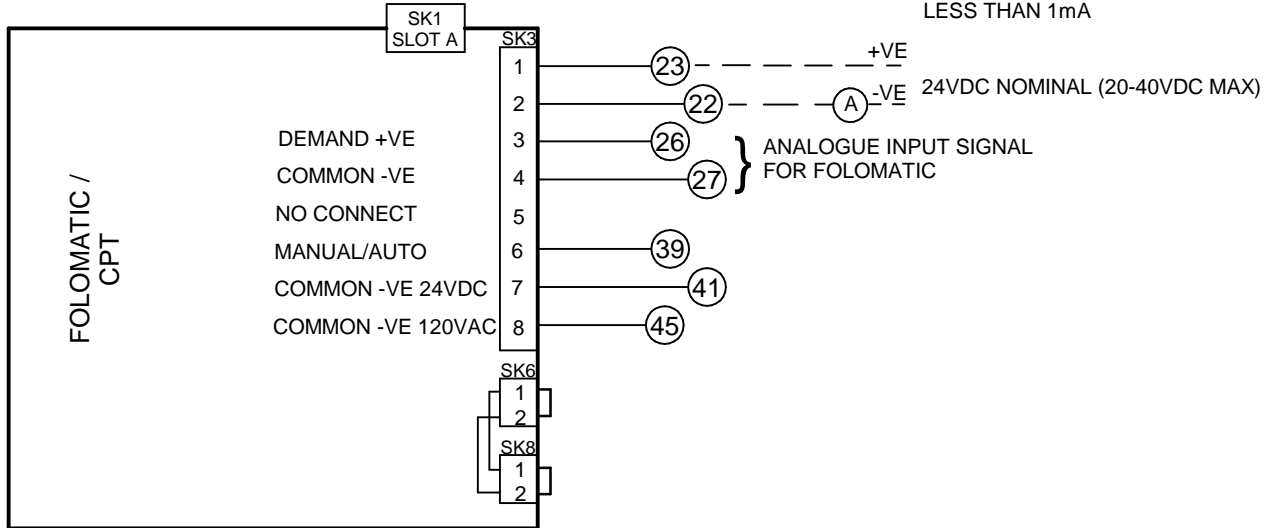 LESS THAN 1mA
SK1
SLOT A
SK3
1
23
+VE
2
22
A
-VE
24VDC NOMINAL (20-40VDC MAX)
DEMAND +VE
3
26
ANALOGUE INPUT SIGNAL
FOR FOLOMATIC
COMMON -VE
4
27
NO CONNECT
5
MANUAL/AUTO
6
39
COMMON -VE 24VDC
7
41
COMMON -VE 120VAC
8
45
FOLOMATIC /
CPT
SK6
1
2
SK8
1
2